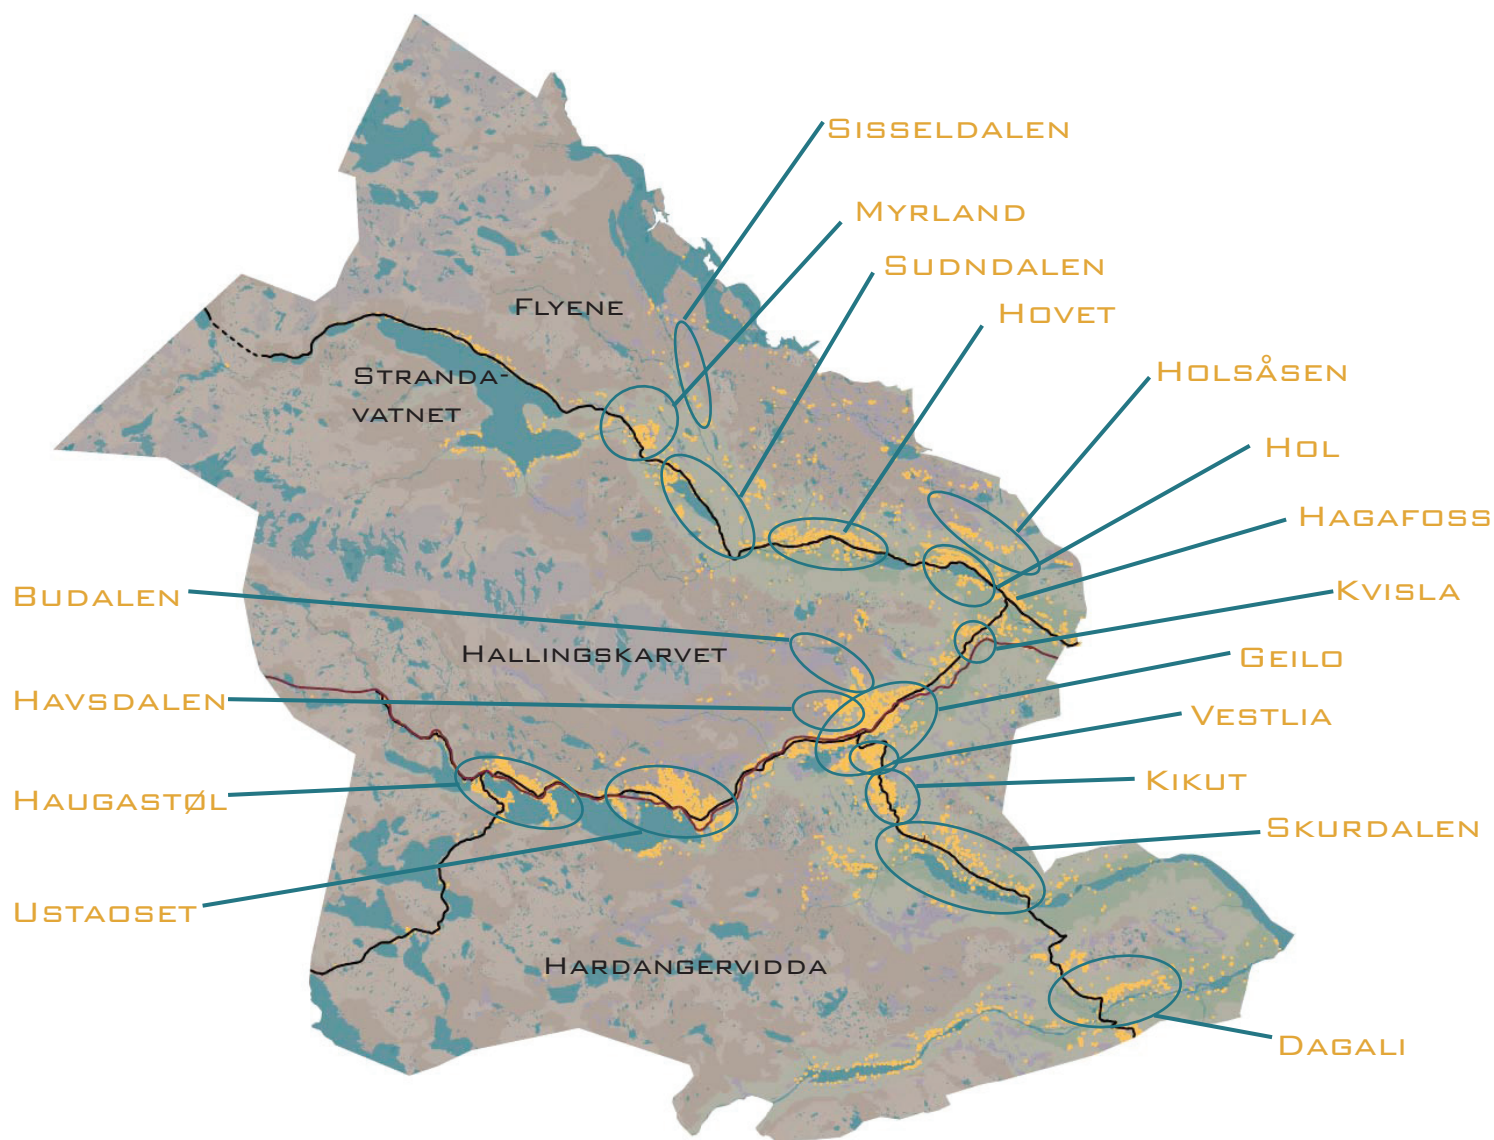 Sisseldalen
Myrland
Sudndalen
Hovet
Flyene
Stranda-
vatnet
Holsåsen
Hol
Hagafoss
Kvisla
Budalen
Hallingskarvet
Geilo
Havsdalen
Vestlia
Kikut
Haugastøl
Skurdalen
Ustaoset
Hardangervidda
Dagali